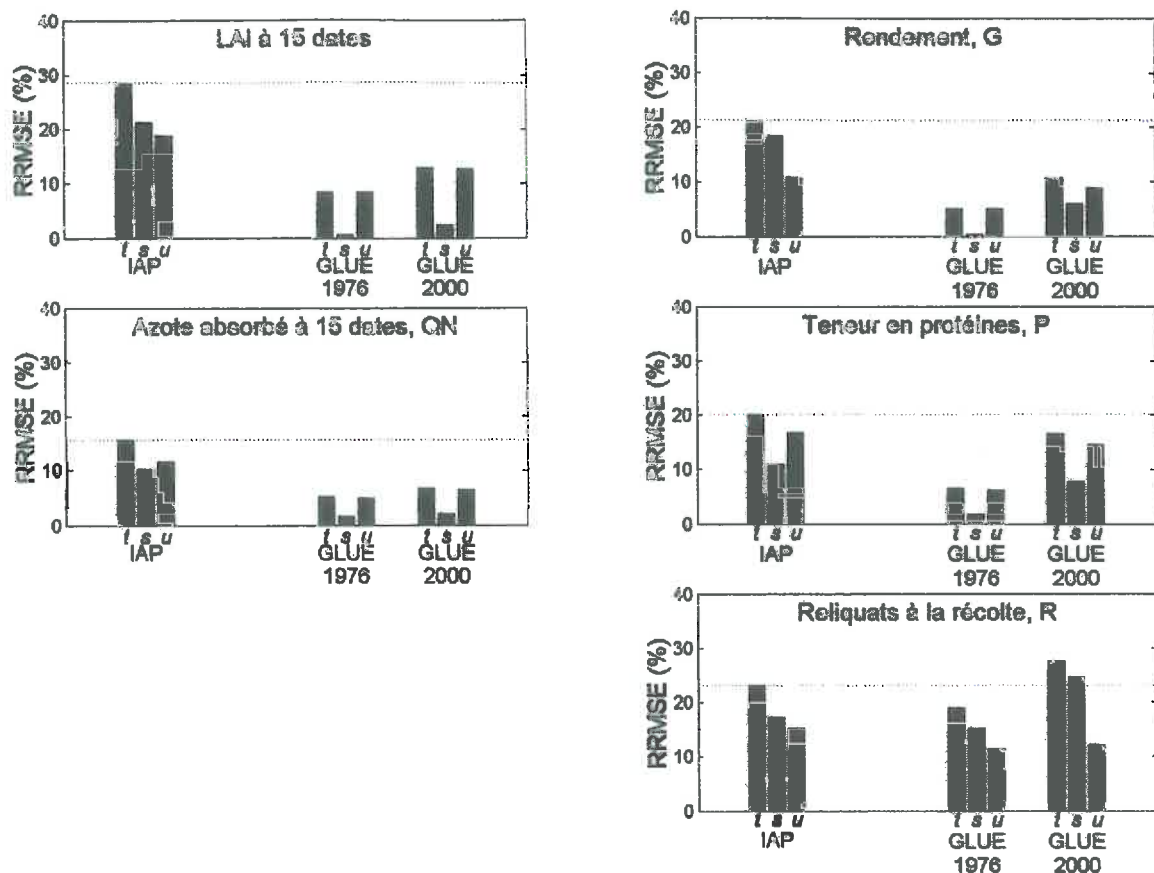 LAI à 15 dates
RRMSE (%)
40
30
20
10
0
t s u
IAP
t s u
GLUE
1976
t s u
GLUE
2000
Rendement, G
RRMSE (%)
40
30
20
10
0
t s u
IAP
t s u
GLUE
1976
t s u
GLUE
2000
Azote absorbé à 15 dates, QN
RRMSE (%)
40
30
20
10
0
t s u
IAP
t s u
GLUE
1976
t s u
GLUE
2000
Teneur en protéines, P
RRMSE (%)
40
30
20
10
0
t s u
IAP
t s u
GLUE
1976
t s u
GLUE
2000
Reliquats à la récolte, R
RRMSE (%)
40
30
20
10
0
t s u
IAP
t s u
GLUE
1976
t s u
GLUE
2000